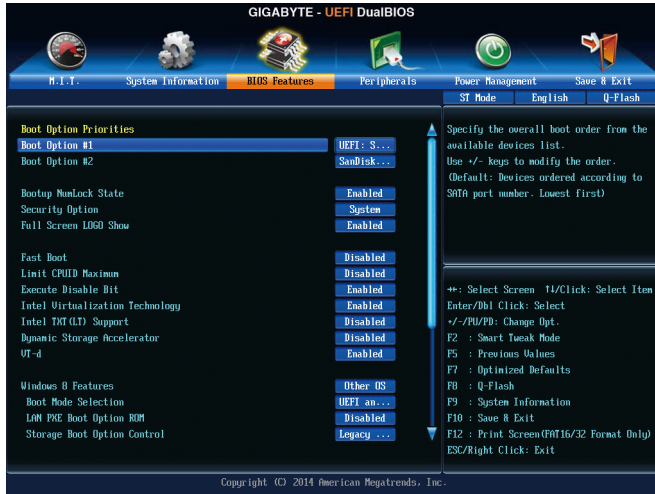 GIGABYTE - UEFI DualBIOS
M.I.T. System Information BIOS Features Peripherals Power Management Save & Exit
ST Mode English Q-Flash
Boot Option Priorities
Boot Option #1 UEFI: S...
Boot Option #2 SanDisk...
Bootup NumLock State Enabled
Security Option System
Full Screen LOGO Show Enabled
Fast Boot Disabled
Limit CPUID Maximum Disabled
Execute Disable Bit Enabled
Intel Virtualization Technology Enabled
Intel TXT(LT) Support Disabled
Dynamic Storage Accelerator Disabled
VT-d Enabled
Windows 8 Features Other OS
Boot Mode Selection UEFI an...
LAN PXE Boot Option ROM Disabled
Storage Boot Option Control Legacy ...
Specify the overall boot order from the
available devices list.
Use +/- keys to modify the order.
(Default: Devices ordered according to
SATA port number. Lowest first)
→←: Select Screen ↑↓/Click: Select Item
Enter/Dbl Click: Select
+/-/PU/PD: Change Opt.
F2 : Smart Tweak Mode
F5 : Previous Values
F7 : Optimized Defaults
F8 : Q-Flash
F9 : System Information
F10 : Save & Exit
F12 : Print Screen(FAT16/32 Format Only)
ESC/Right Click: Exit
Copyright (C) 2014 American Megatrends, Inc.